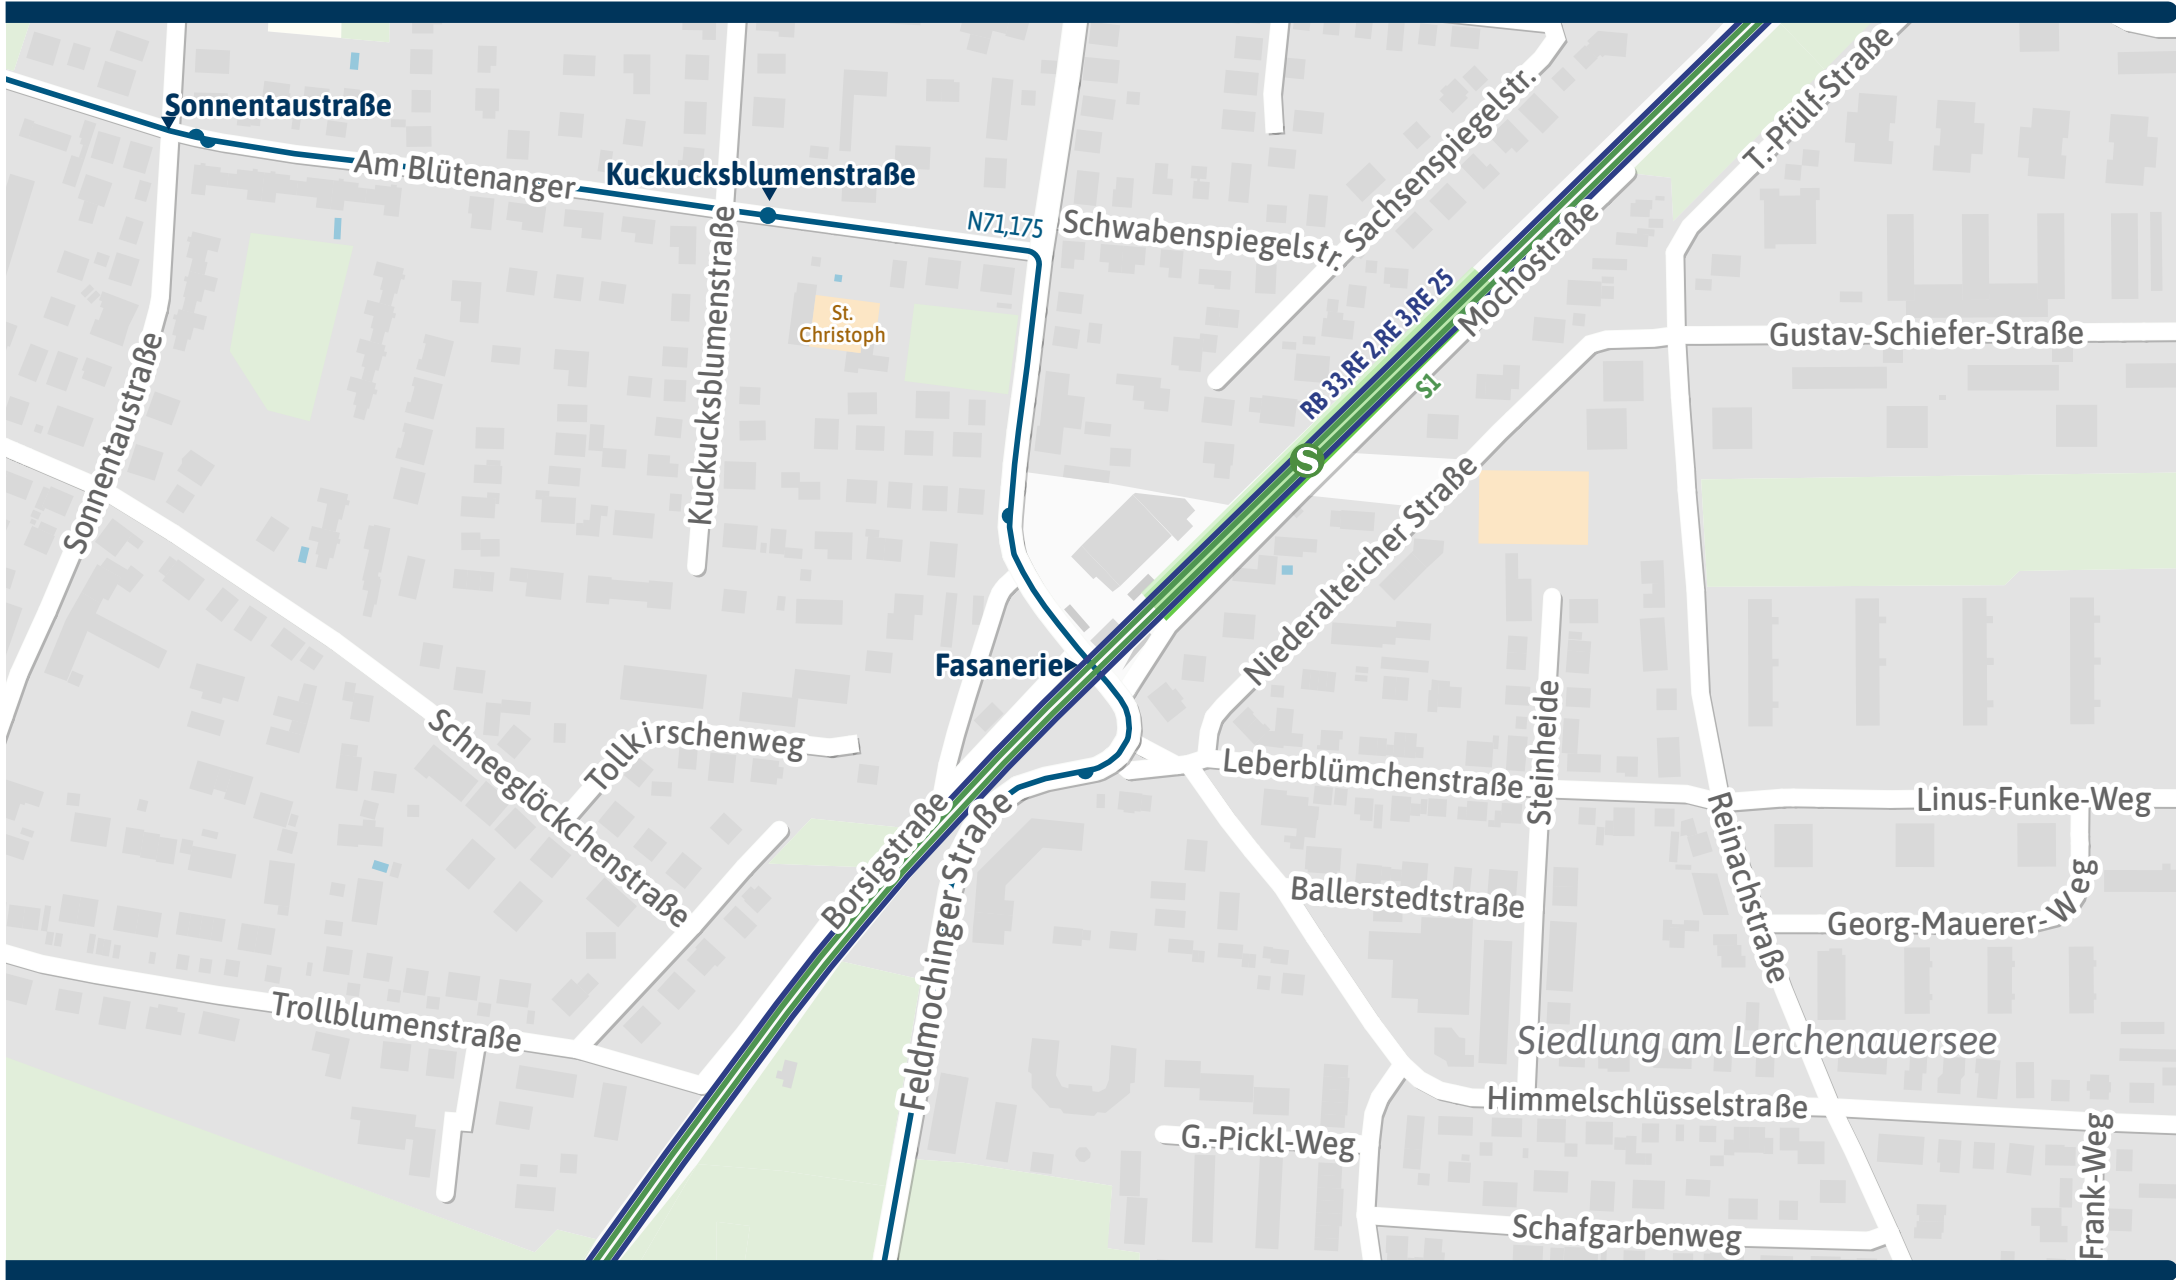 Sonnentaustraße
Am Blütenanger
Kuckucksblumenstraße
N71,175
Schwabenspiegelstr.
Sachsenspiegelstr.
T.-Pfülf-Straße
Mochostraße
RB 33,RE 2,RE 3,RE 25
S1
S
Gustav-Schiefer-Straße
St.
Christoph
Kuckucksblumenstraße
Sonnentaustraße
Niederalteicher Straße
Fasanerie
Schneeglöckchenstraße
Tollkirschenweg
Leberblümchenstraße
Steinheide
Linus-Funke-Weg
Reinachstraße
Borsigstraße
Feldmochinger Straße
Ballerstedtstraße
Georg-Mauerer-Weg
Trollblumenstraße
Siedlung am Lerchenauersee
Himmelschlüsselstraße
G.-Pickl-Weg
Schafgarbenweg
Frank-Weg